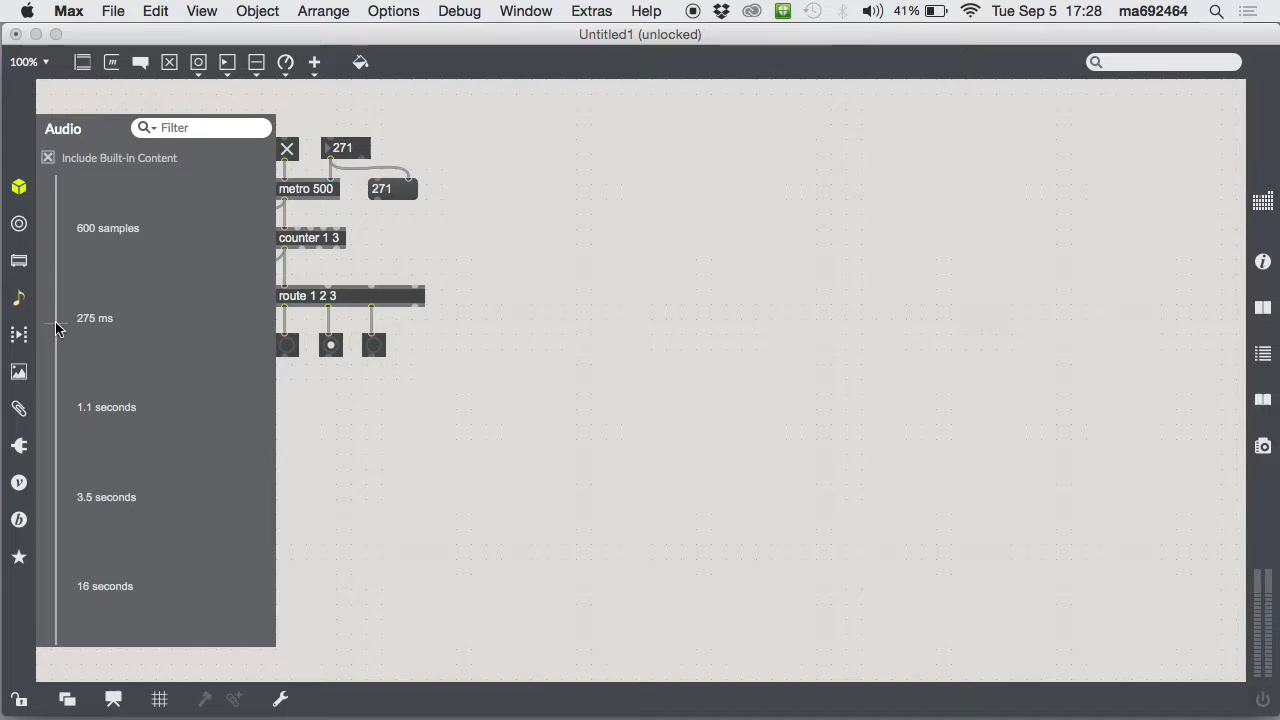 Max File Edit View Object Arrange Options Debug Window Extras Help 41% Tue Sep 5 17:28 ma692464
Untitled1 (unlocked)
100%
m
Audio
Filter
Include Built-in Content
600 samples
275 ms
1.1 seconds
3.5 seconds
16 seconds
271
metro 500
271
counter 1 3
route 1 2 3
v
b